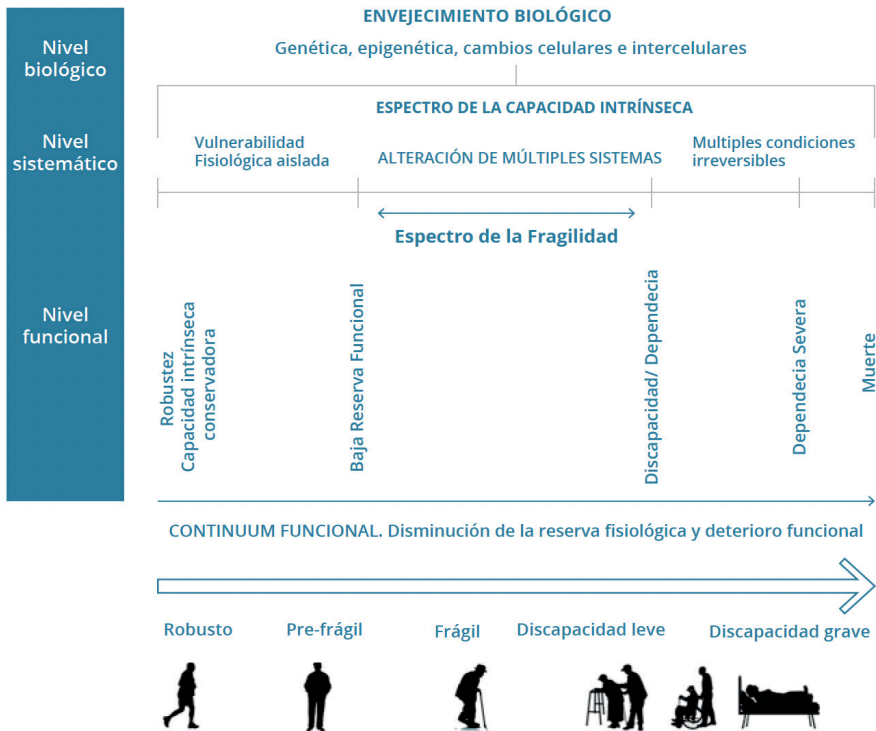 ENVEJECIMIENTO BIOLÓGICO
Nivel
biológico
Genética, epigenética, cambios celulares e intercelulares
ESPECTRO DE LA CAPACIDAD INTRÍNSECA
Nivel
sistemático
Vulnerabilidad
Fisiológica aislada
ALTERACIÓN DE MÚLTIPLES SISTEMAS
Multiples condiciones
irreversibles
Espectro de la Fragilidad
Nivel
funcional
Robustez
Capacidad intrínseca
conservadora
Baja Reserva Funcional
Discapacidad/ Dependecia
Dependecia Severa
Muerte
CONTINUUM FUNCIONAL. Disminución de la reserva fisiológica y deterioro funcional
Robusto
Pre-frágil
Frágil
Discapacidad leve
Discapacidad grave